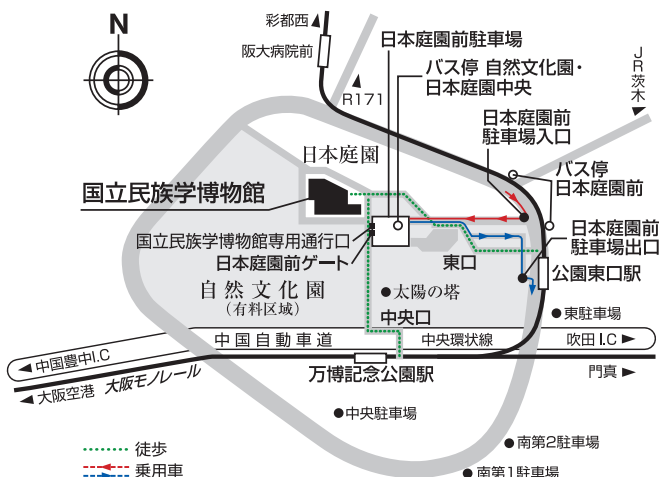 N
彩都西
阪大病院前
日本庭園前駐車場
バス停 自然文化園・
日本庭園中央
R171
JR茨木
日本庭園前
駐車場入口
日本庭園
バス停
日本庭園前
国立民族学博物館
国立民族学博物館専用通行口
日本庭園前ゲート
日本庭園前
駐車場出口
東口
公園東口駅
自然文化園
(有料区域)
太陽の塔
中央口
東駐車場
中国自動車道
中央環状線
吹田I.C
中国豊中I.C
大阪空港
大阪モノレール
万博記念公園駅
門真
中央駐車場
南第2駐車場
南第1駐車場
徒歩
乗用車